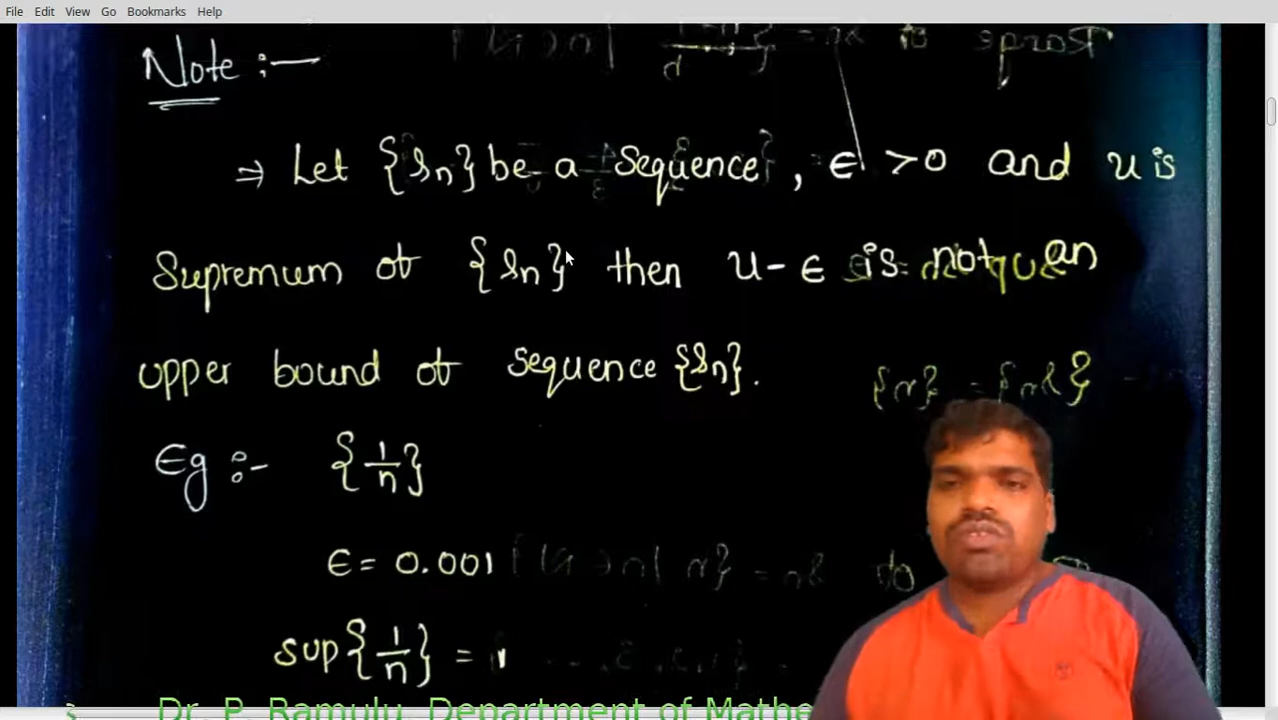 File Edit View Go Bookmarks Help
Note :-
⇒ Let {sn} be a sequence, ϵ > 0 and u is
Supremum of {sn} then u - ϵ is not an
upper bound of sequence {sn}.
Eg :- {1/n}
ϵ = 0.001
sup{1/n} = 1
Dr. P. Ramulu, Department of Mathe